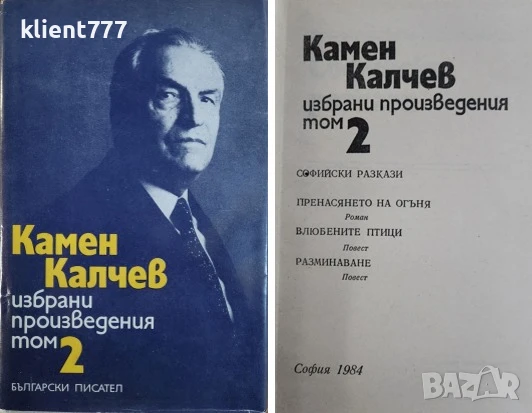 klient777
Камен
Калчев
избрани
произведения
том 2
БЪЛГАРСКИ ПИСАТЕЛ
Камен
Калчев
избрани произведения
том 2
СОФИЙСКИ РАЗКАЗИ
ПРЕНАСЯНЕТО НА ОГЪНЯ
Роман
ВЛЮБЕНИТЕ ПТИЦИ
Повест
РАЗМИНАВАНЕ
Повест
София 1984
BAZAR